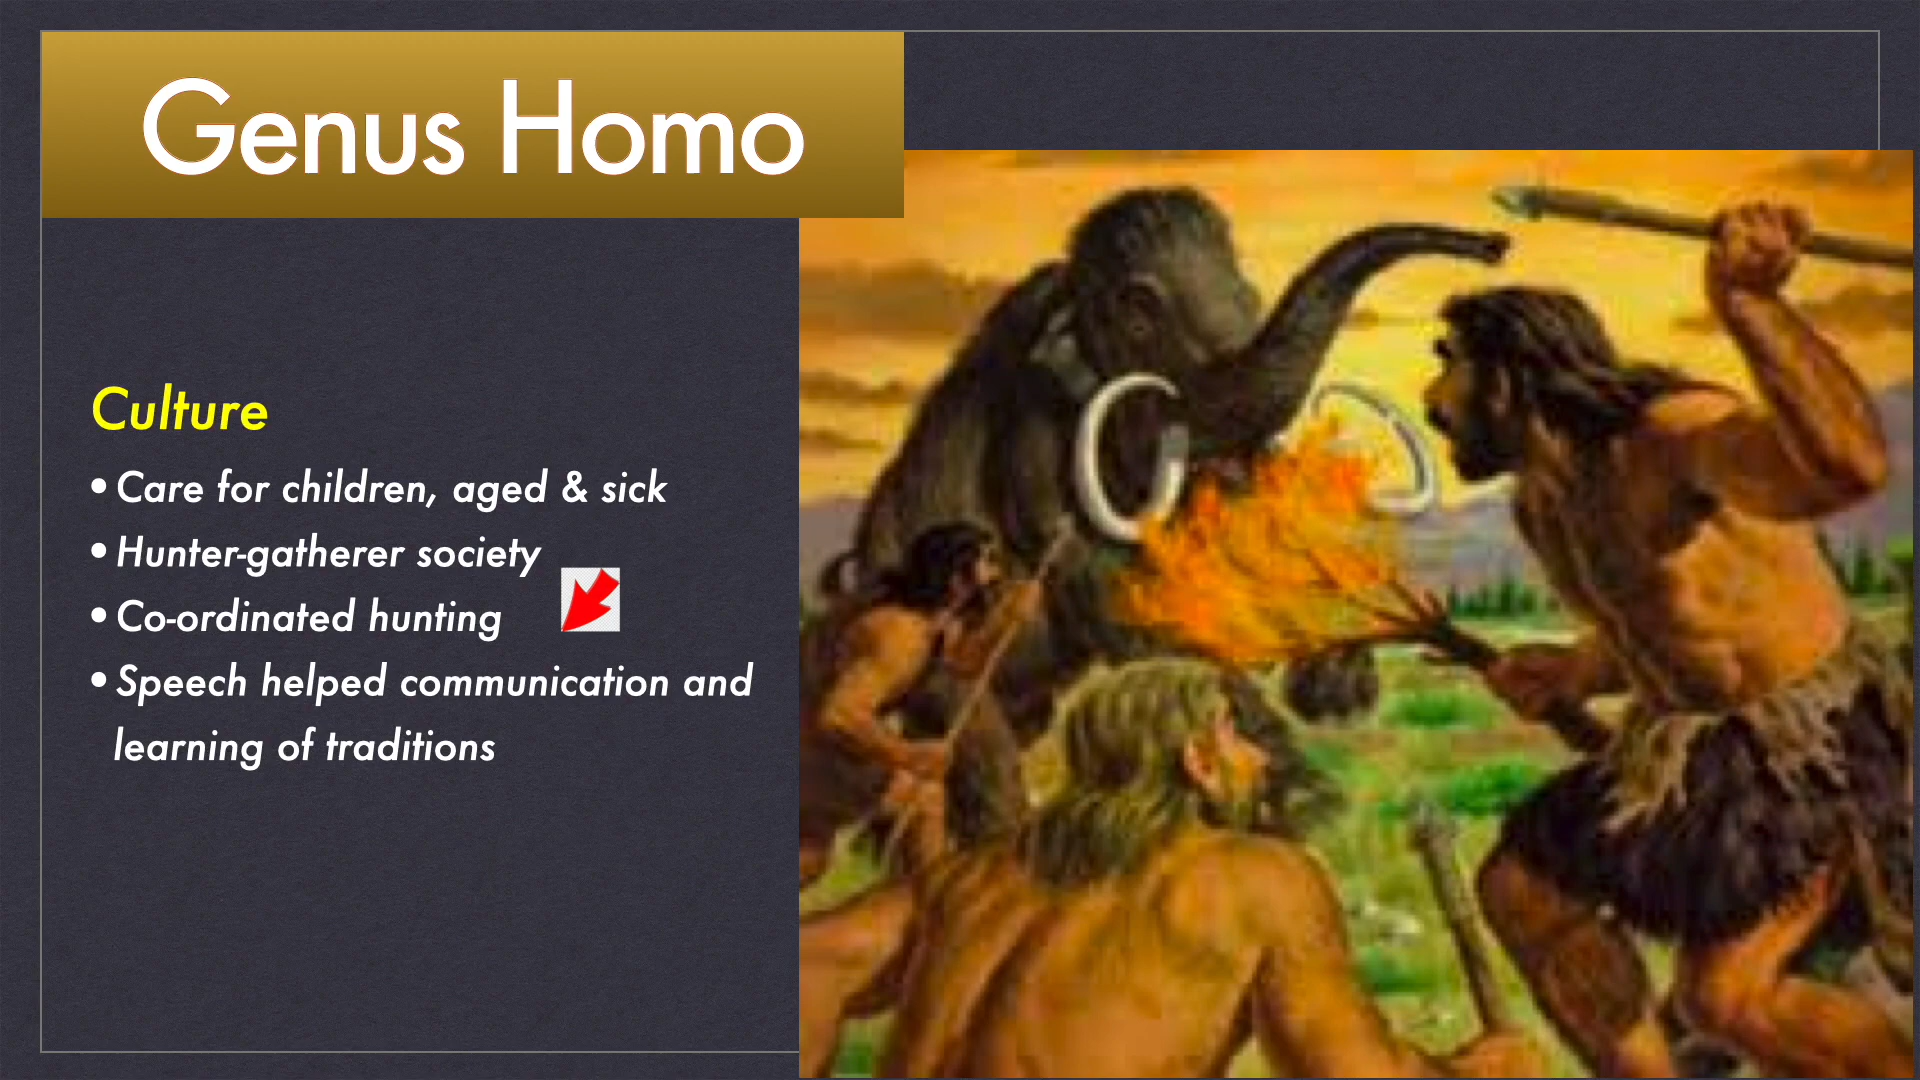 Genus Homo
Culture
•Care for children, aged & sick
•Hunter-gatherer society
•Co-ordinated hunting
•Speech helped communication and
learning of traditions